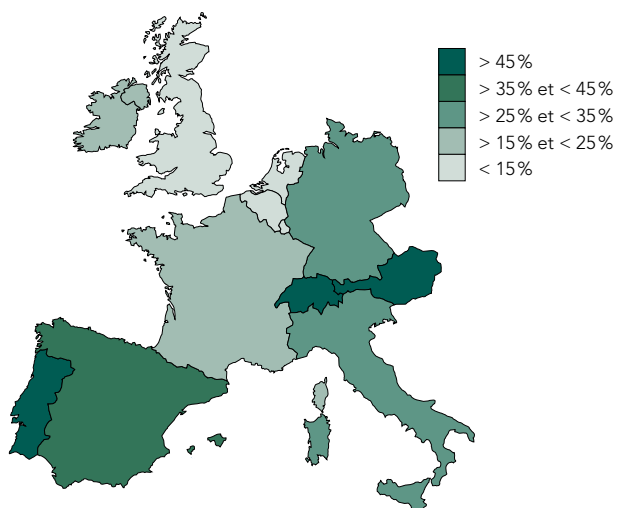 > 45%
> 35% et < 45%
> 25% et < 35%
> 15% et < 25%
< 15%